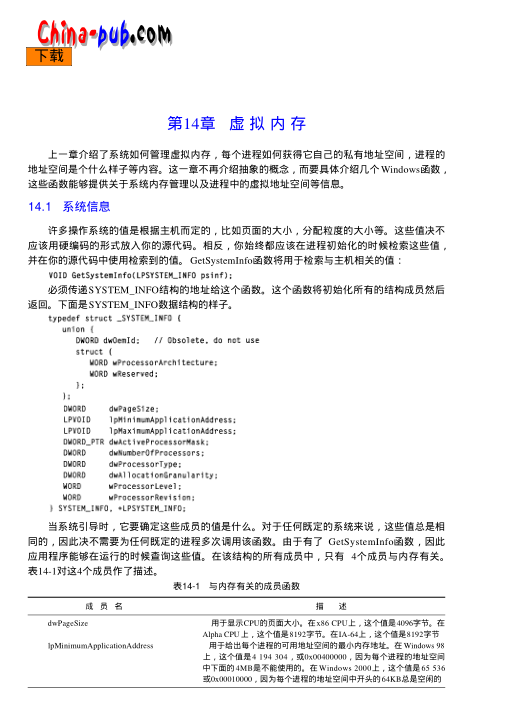 China-pub.com
下载
第14章 虚 拟 内 存
上一章介绍了系统如何管理虚拟内存，每个进程如何获得它自己的私有地址空间，进程的
地址空间是个什么样子等内容。这一章不再介绍抽象的概念，而要具体介绍几个Windows函数，
这些函数能够提供关于系统内存管理以及进程中的虚拟地址空间等信息。
14.1 系统信息
许多操作系统的值是根据主机而定的，比如页面的大小，分配粒度的大小等。这些值决不
应该用硬编码的形式放入你的源代码。相反，你始终都应该在进程初始化的时候检索这些值，
并在你的源代码中使用检索到的值。GetSystemInfo函数将用于检索与主机相关的值：
VOID GetSystemInfo(LPSYSTEM_INFO psinf);
必须传递SYSTEM_INFO结构的地址给这个函数。这个函数将初始化所有的结构成员然后
返回。下面是SYSTEM_INFO数据结构的样子。
typedef struct _SYSTEM_INFO {
union {
DWORD dwOemId; // Obsolete, do not use
struct {
WORD wProcessorArchitecture;
WORD wReserved;
};
};
DWORD dwPageSize;
LPVOID lpMinimumApplicationAddress;
LPVOID lpMaximumApplicationAddress;
DWORD_PTR dwActiveProcessorMask;
DWORD dwNumberOfProcessors;
DWORD dwProcessorType;
DWORD dwAllocationGranularity;
WORD wProcessorLevel;
WORD wProcessorRevision;
} SYSTEM_INFO, *LPSYSTEM_INFO;
当系统引导时，它要确定这些成员的值是什么。对于任何既定的系统来说，这些值总是相
同的，因此决不需要为任何既定的进程多次调用该函数。由于有了 GetSystemInfo函数，因此
应用程序能够在运行的时候查询这些值。在该结构的所有成员中，只有 4个成员与内存有关。
表14-1对这4个成员作了描述。
表14-1 与内存有关的成员函数
成 员 名 描 述
dwPageSize 用于显示CPU的页面大小。在x86 CPU上，这个值是4096字节。在
Alpha CPU上，这个值是8192字节。在IA-64上，这个值是8192字节
lpMinimumApplicationAddress 用于给出每个进程的可用地址空间的最小内存地址。在Windows 98
上，这个值是4 194 304，或0x00400000，因为每个进程的地址空间
中下面的4MB是不能使用的。在Windows 2000上，这个值是65 536
或0x00010000，因为每个进程的地址空间中开头的64KB总是空闲的